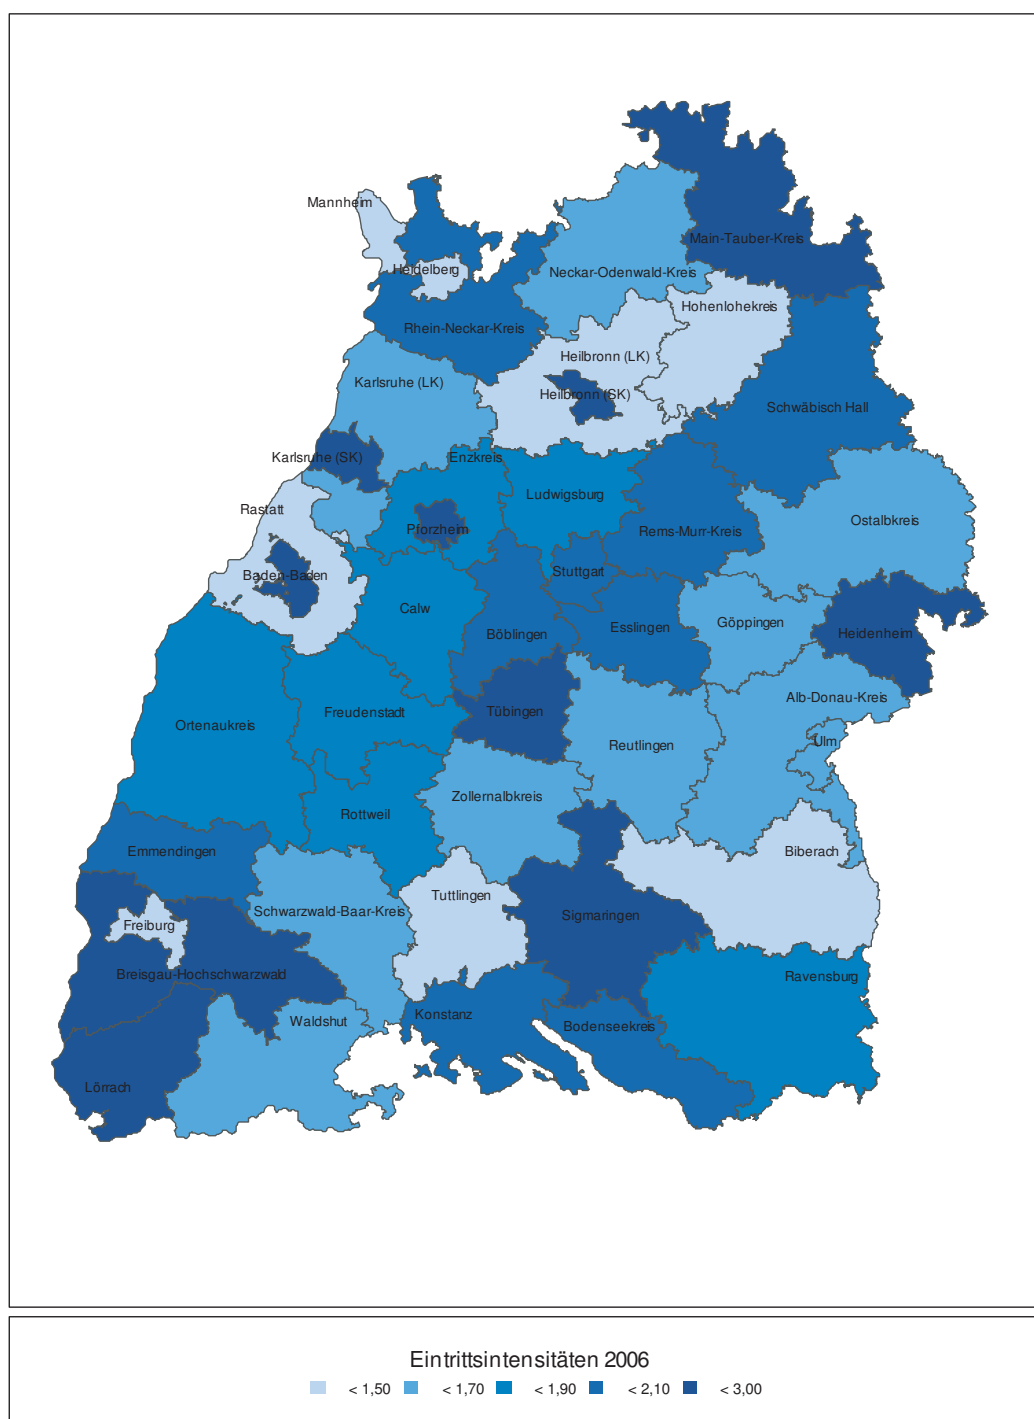 Mannheim
Main-Tauber-Kreis
Heidelberg
Neckar-Odenwald-Kreis
Hohenlohekreis
Rhein-Neckar-Kreis
Heilbronn (LK)
Karlsruhe (LK)
Heilbronn (SK)
Schwäbisch Hall
Karlsruhe (SK)
Enzkreis
Ludwigsburg
Rastatt
Ostalbkreis
Pforzheim
Rems-Murr-Kreis
Baden-Baden
Stuttgart
Calw
Göppingen
Esslingen
Böblingen
Heidenheim
Alb-Donau-Kreis
Freudenstadt
Tübingen
Ortenaukreis
Ulm
Reutlingen
Zollernalbkreis
Rottweil
Emmendingen
Biberach
Tuttlingen
Schwarzwald-Baar-Kreis
Sigmaringen
Freiburg
Breisgau-Hochschwarzwald
Ravensburg
Konstanz
Waldshut
Bodenseekreis
Lörrach
Eintrittsintensitäten 2006
< 1,50 < 1,70 < 1,90 < 2,10 < 3,00